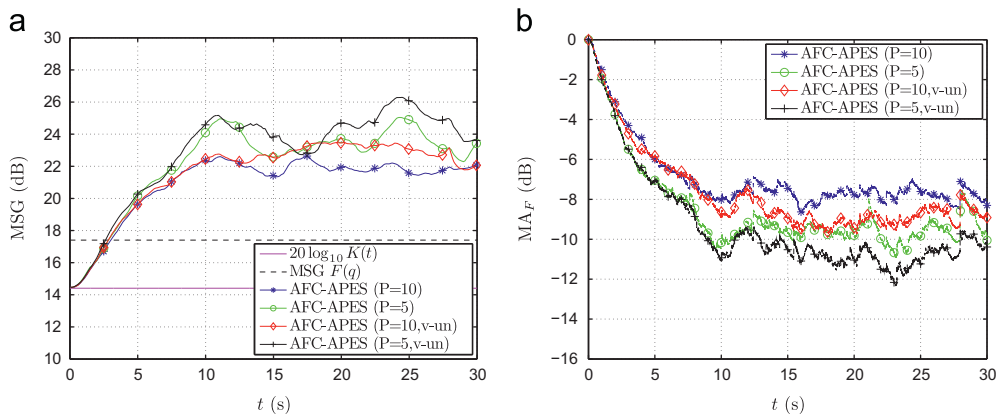 a
MSG (dB)
30
28
26
24
22
20
18
16
14
12
10
0
5
10
15
20
25
30
t (s)
20 log₁₀ K(t)
MSG F(q)
AFC-APES (P=10)
AFC-APES (P=5)
AFC-APES (P=10,v-un)
AFC-APES (P=5,v-un)
b
MA_F (dB)
0
−2
−4
−6
−8
−10
−12
−14
−16
0
5
10
15
20
25
30
t (s)
AFC-APES (P=10)
AFC-APES (P=5)
AFC-APES (P=10,v-un)
AFC-APES (P=5,v-un)